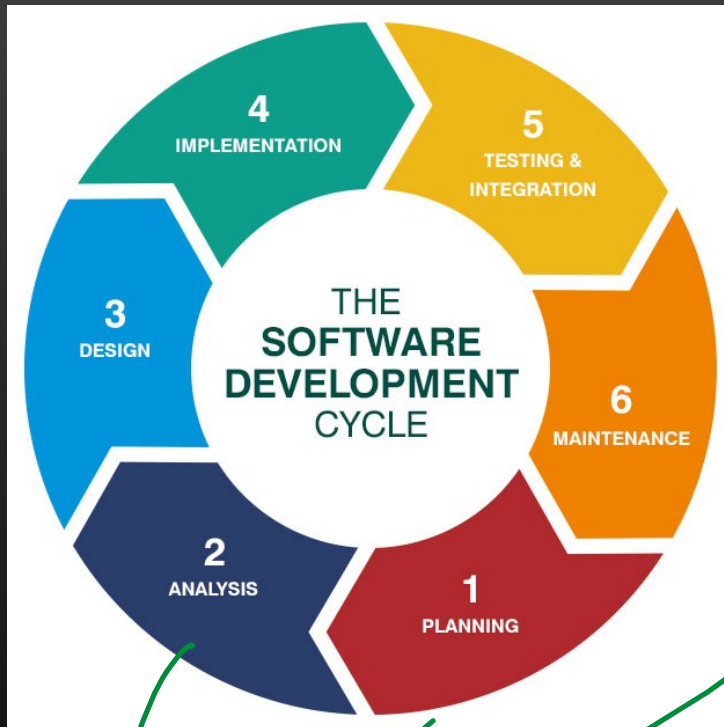 THE
SOFTWARE
DEVELOPMENT
CYCLE
1
PLANNING
2
ANALYSIS
3
DESIGN
4
IMPLEMENTATION
5
TESTING &
INTEGRATION
6
MAINTENANCE